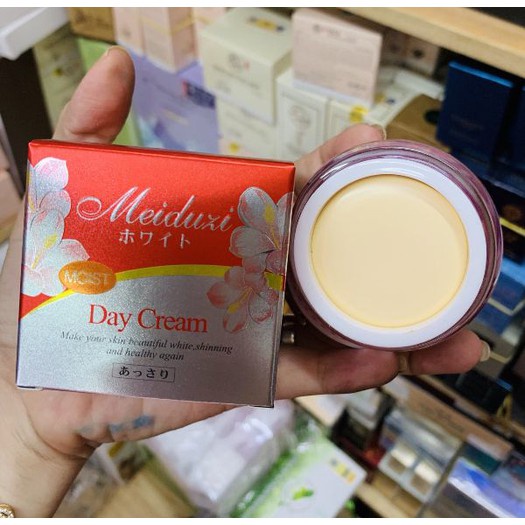 Meiduzi
ホワイト
MOIST
Day Cream
Make your skin beautiful white,shinning
and healthy again
あっさり